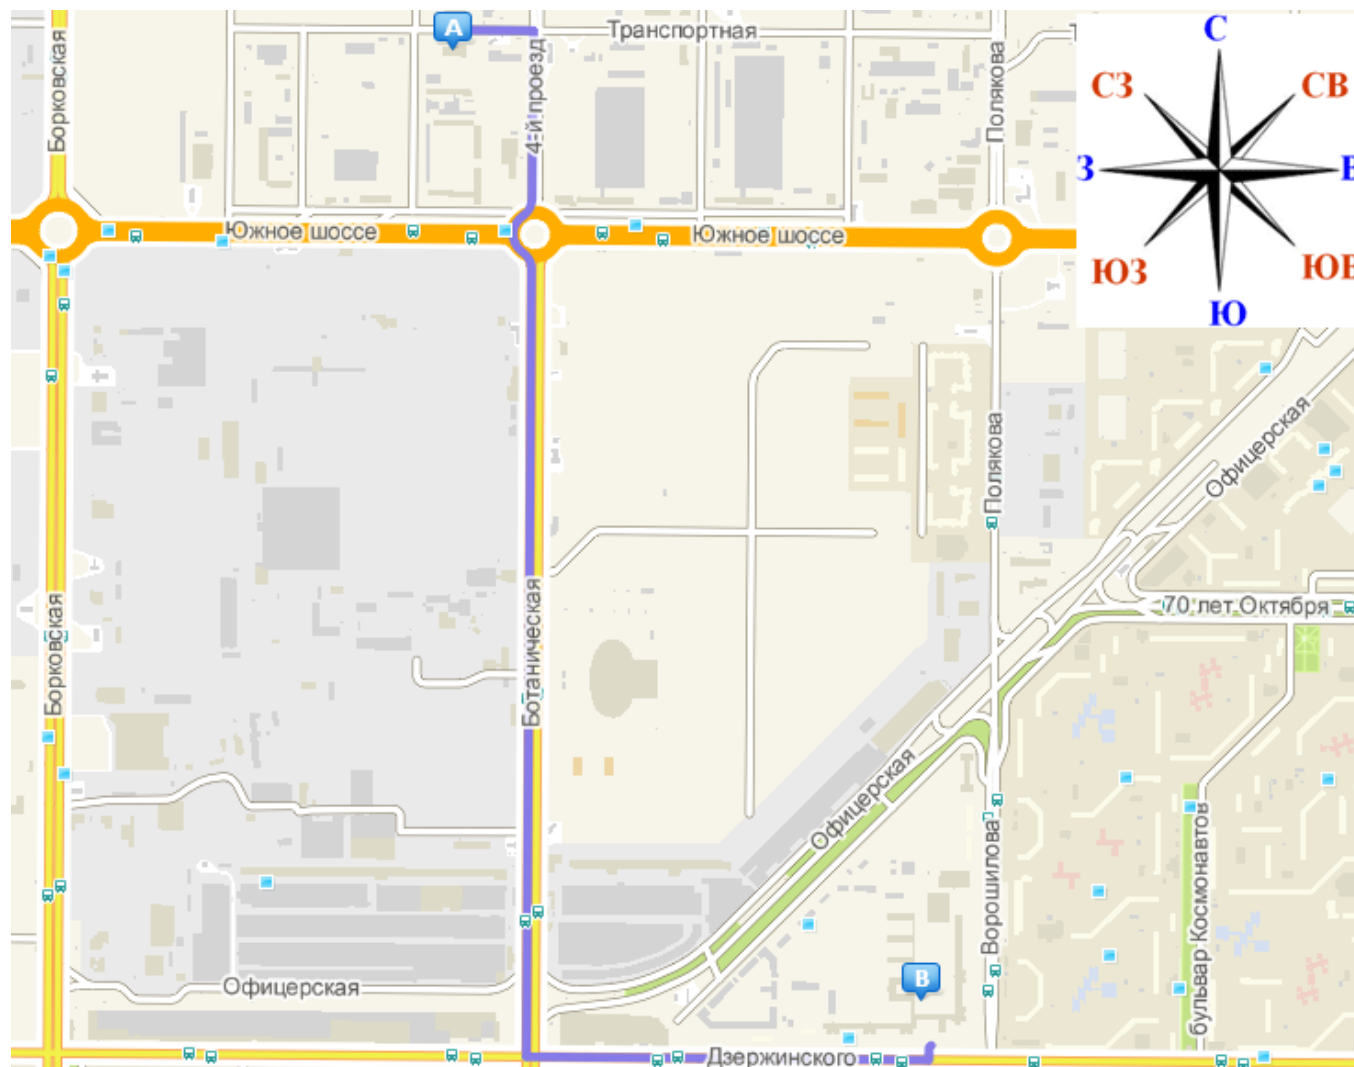 A
Транспортная
Борковская
4-й проезд
Полякова
С
СЗ
СВ
З
В
ЮЗ
ЮВ
Ю
Южное шоссе
Южное шоссе
Полякова
Офицерская
70 лет Октября
Борковская
Ботаническая
Офицерская
Ворошилова
бульвар Космонавтов
B
Офицерская
Дзержинского